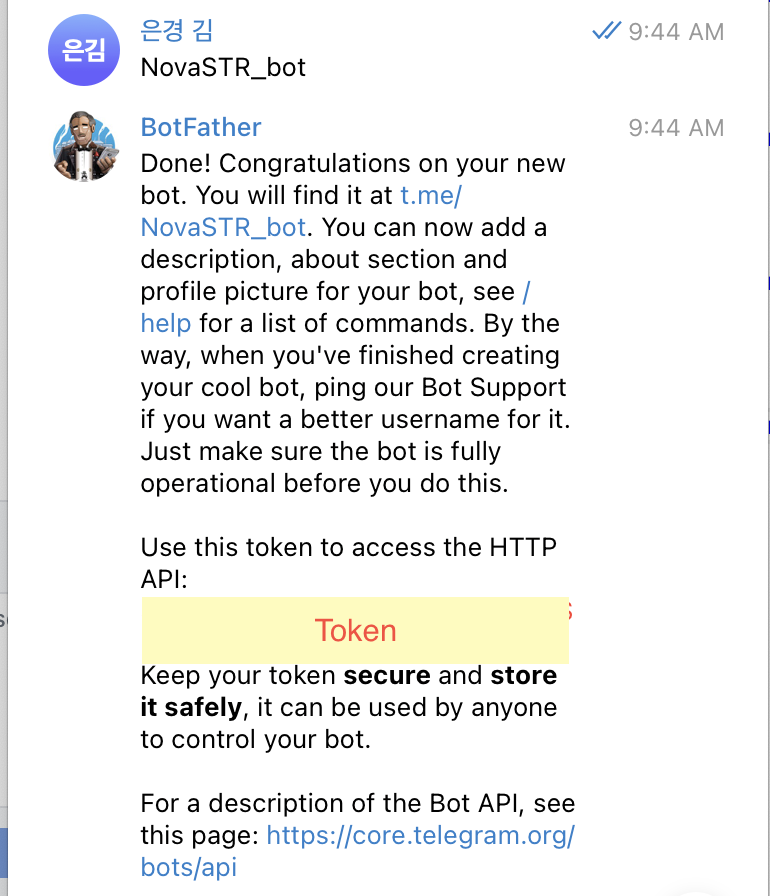 은경 김
9:44 AM
은김
NovaSTR_bot
BotFather
9:44 AM
Done! Congratulations on your new
bot. You will find it at t.me/
NovaSTR_bot. You can now add a
description, about section and
profile picture for your bot, see /
help for a list of commands. By the
way, when you've finished creating
your cool bot, ping our Bot Support
if you want a better username for it.
Just make sure the bot is fully
operational before you do this.
Use this token to access the HTTP
API:
Token
Keep your token secure and store
it safely, it can be used by anyone
to control your bot.
For a description of the Bot API, see
this page: https://core.telegram.org/
bots/api